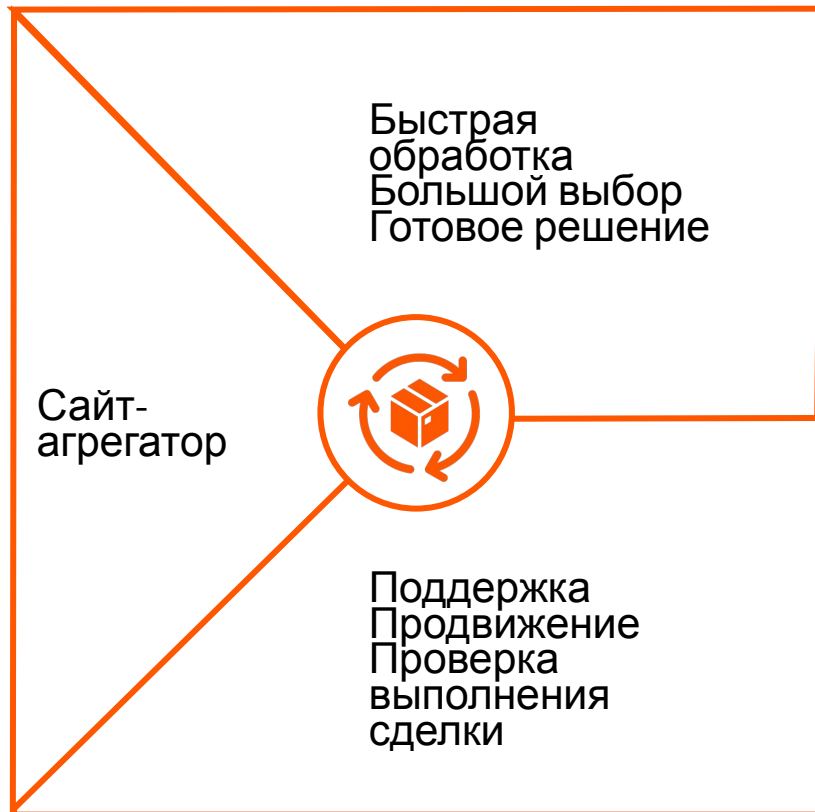 Быстрая
обработка
Большой выбор
Готовое решение
Сайт-
агрегатор
Поддержка
Продвижение
Проверка
выполнения
сделки